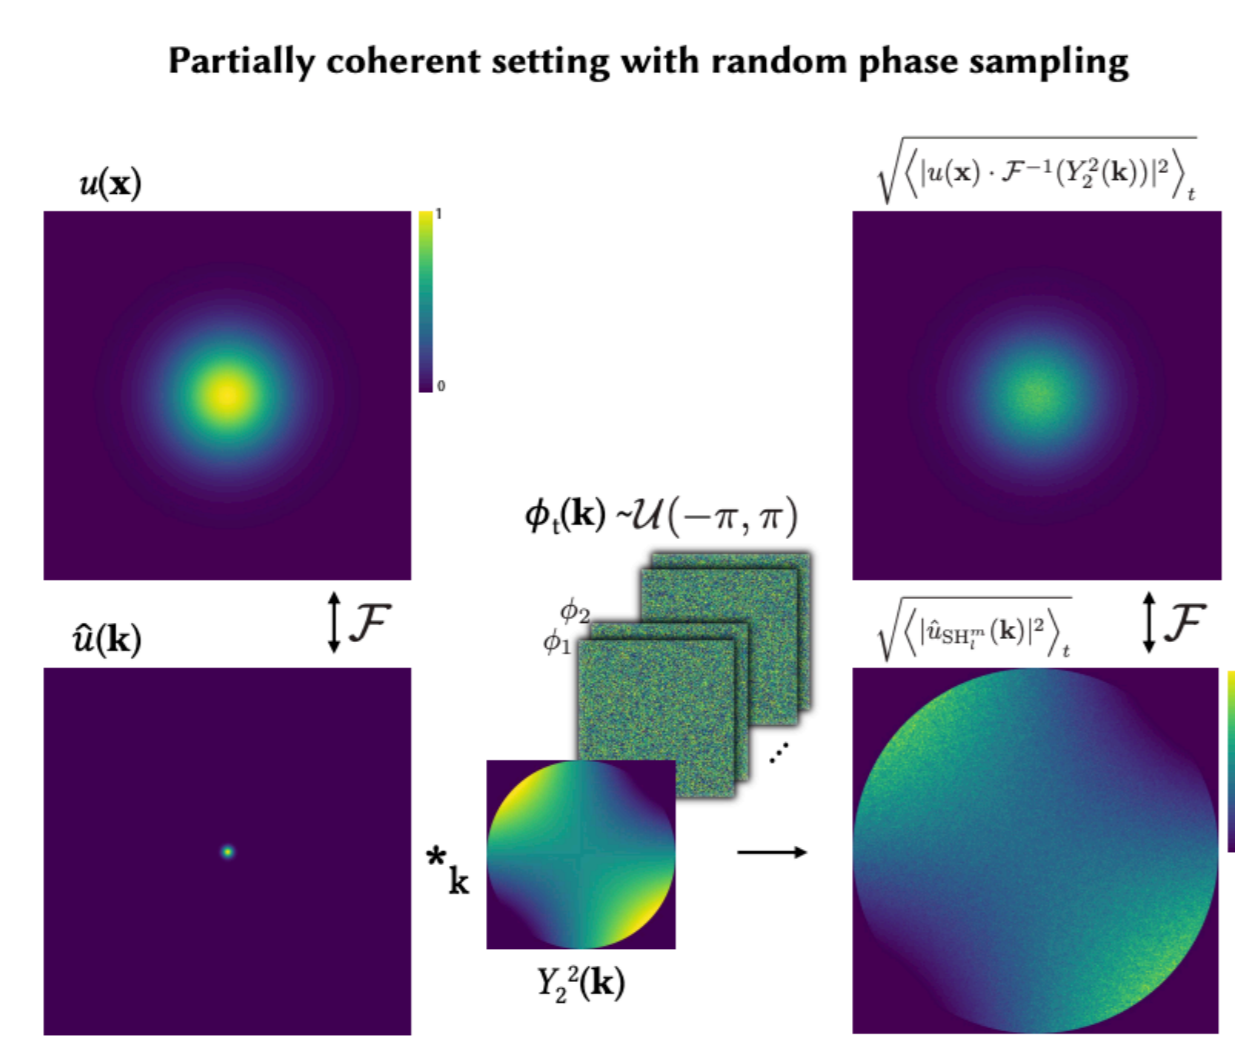 Partially coherent setting with random phase sampling
u(x)
1
0
√⟨|u(x) · ℱ⁻¹(Y₂²(k))|²⟩ₜ
ϕₜ(k) ~𝒰(−π, π)
ϕ₂
ϕ₁
⋰
û(k)
ℱ
√⟨|û_SHₗᵐ(k)|²⟩ₜ
ℱ
*k
Y₂²(k)